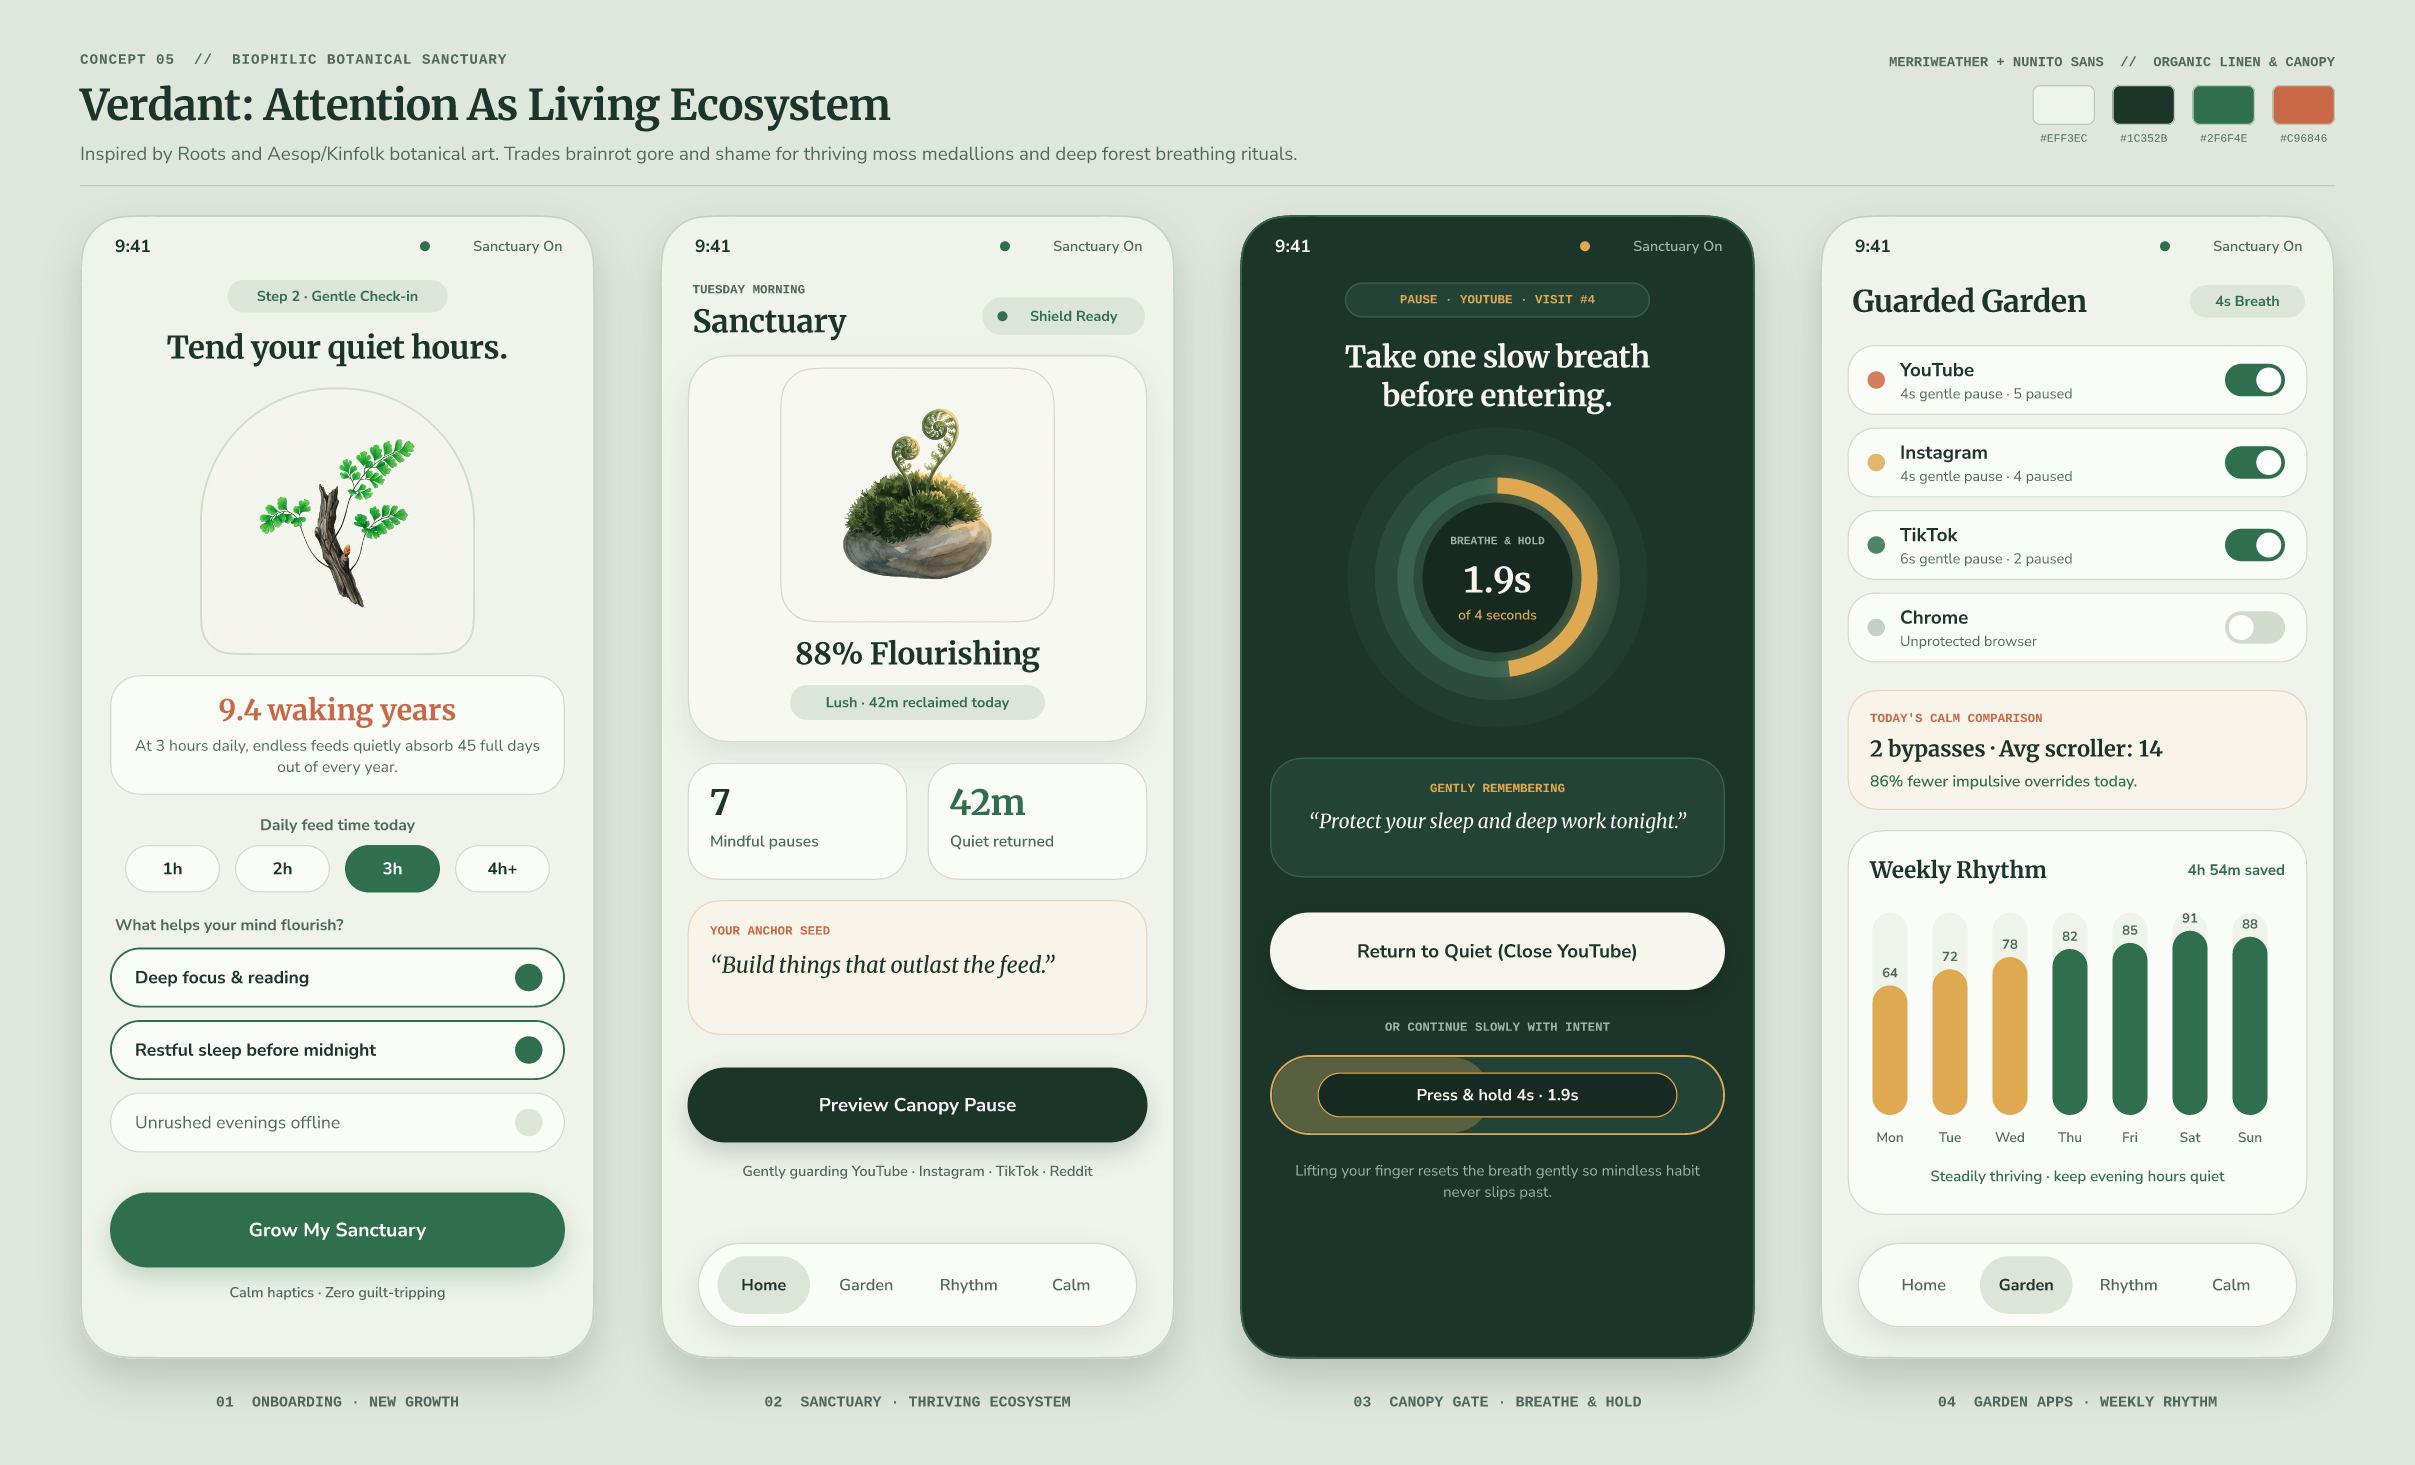 CONCEPT 05 // BIOPHILIC BOTANICAL SANCTUARY
Verdant: Attention As Living Ecosystem
Inspired by Roots and Aesop/Kinfolk botanical art. Trades brainrot gore and shame for thriving moss medallions and deep forest breathing rituals.
MERRIWEATHER + NUNITO SANS // ORGANIC LINEN & CANOPY
#EFF3EC #1C352B #2F6F4E #C96846
9:41 Sanctuary On
Step 2 · Gentle Check-in
Tend your quiet hours.
9.4 waking years
At 3 hours daily, endless feeds quietly absorb 45 full days
out of every year.
Daily feed time today
1h 2h 3h 4h+
What helps your mind flourish?
Deep focus & reading
Restful sleep before midnight
Unrushed evenings offline
Grow My Sanctuary
Calm haptics · Zero guilt-tripping
01 ONBOARDING · NEW GROWTH
9:41 Sanctuary On
TUESDAY MORNING
Sanctuary
Shield Ready
88% Flourishing
Lush · 42m reclaimed today
7
Mindful pauses
42m
Quiet returned
YOUR ANCHOR SEED
“Build things that outlast the feed.”
Preview Canopy Pause
Gently guarding YouTube · Instagram · TikTok · Reddit
Home Garden Rhythm Calm
02 SANCTUARY · THRIVING ECOSYSTEM
9:41 Sanctuary On
PAUSE · YOUTUBE · VISIT #4
Take one slow breath
before entering.
BREATHE & HOLD
1.9s
of 4 seconds
GENTLY REMEMBERING
“Protect your sleep and deep work tonight.”
Return to Quiet (Close YouTube)
OR CONTINUE SLOWLY WITH INTENT
Press & hold 4s · 1.9s
Lifting your finger resets the breath gently so mindless habit
never slips past.
03 CANOPY GATE · BREATHE & HOLD
9:41 Sanctuary On
Guarded Garden
4s Breath
YouTube
4s gentle pause · 5 paused
Instagram
4s gentle pause · 4 paused
TikTok
6s gentle pause · 2 paused
Chrome
Unprotected browser
TODAY'S CALM COMPARISON
2 bypasses · Avg scroller: 14
86% fewer impulsive overrides today.
Weekly Rhythm
4h 54m saved
64 72 78 82 85 91 88
Mon Tue Wed Thu Fri Sat Sun
Steadily thriving · keep evening hours quiet
Home Garden Rhythm Calm
04 GARDEN APPS · WEEKLY RHYTHM